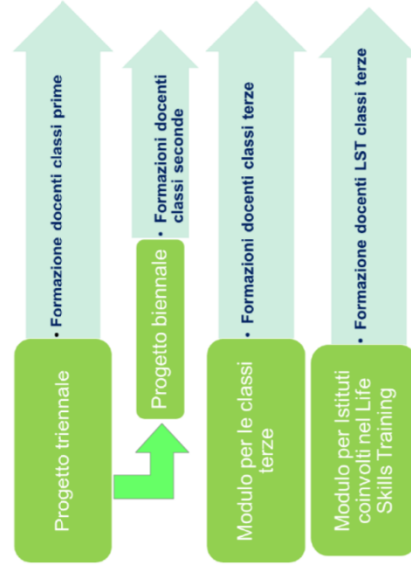 Progetto triennale
• Formazione docenti classi prime
Progetto biennale
• Formazioni docenti
classi seconde
Modulo per le classi
terze
• Formazioni docenti classi terze
Modulo per Istituti
coinvolti nel Life
Skills Training
• Formazione docenti LST classi terze